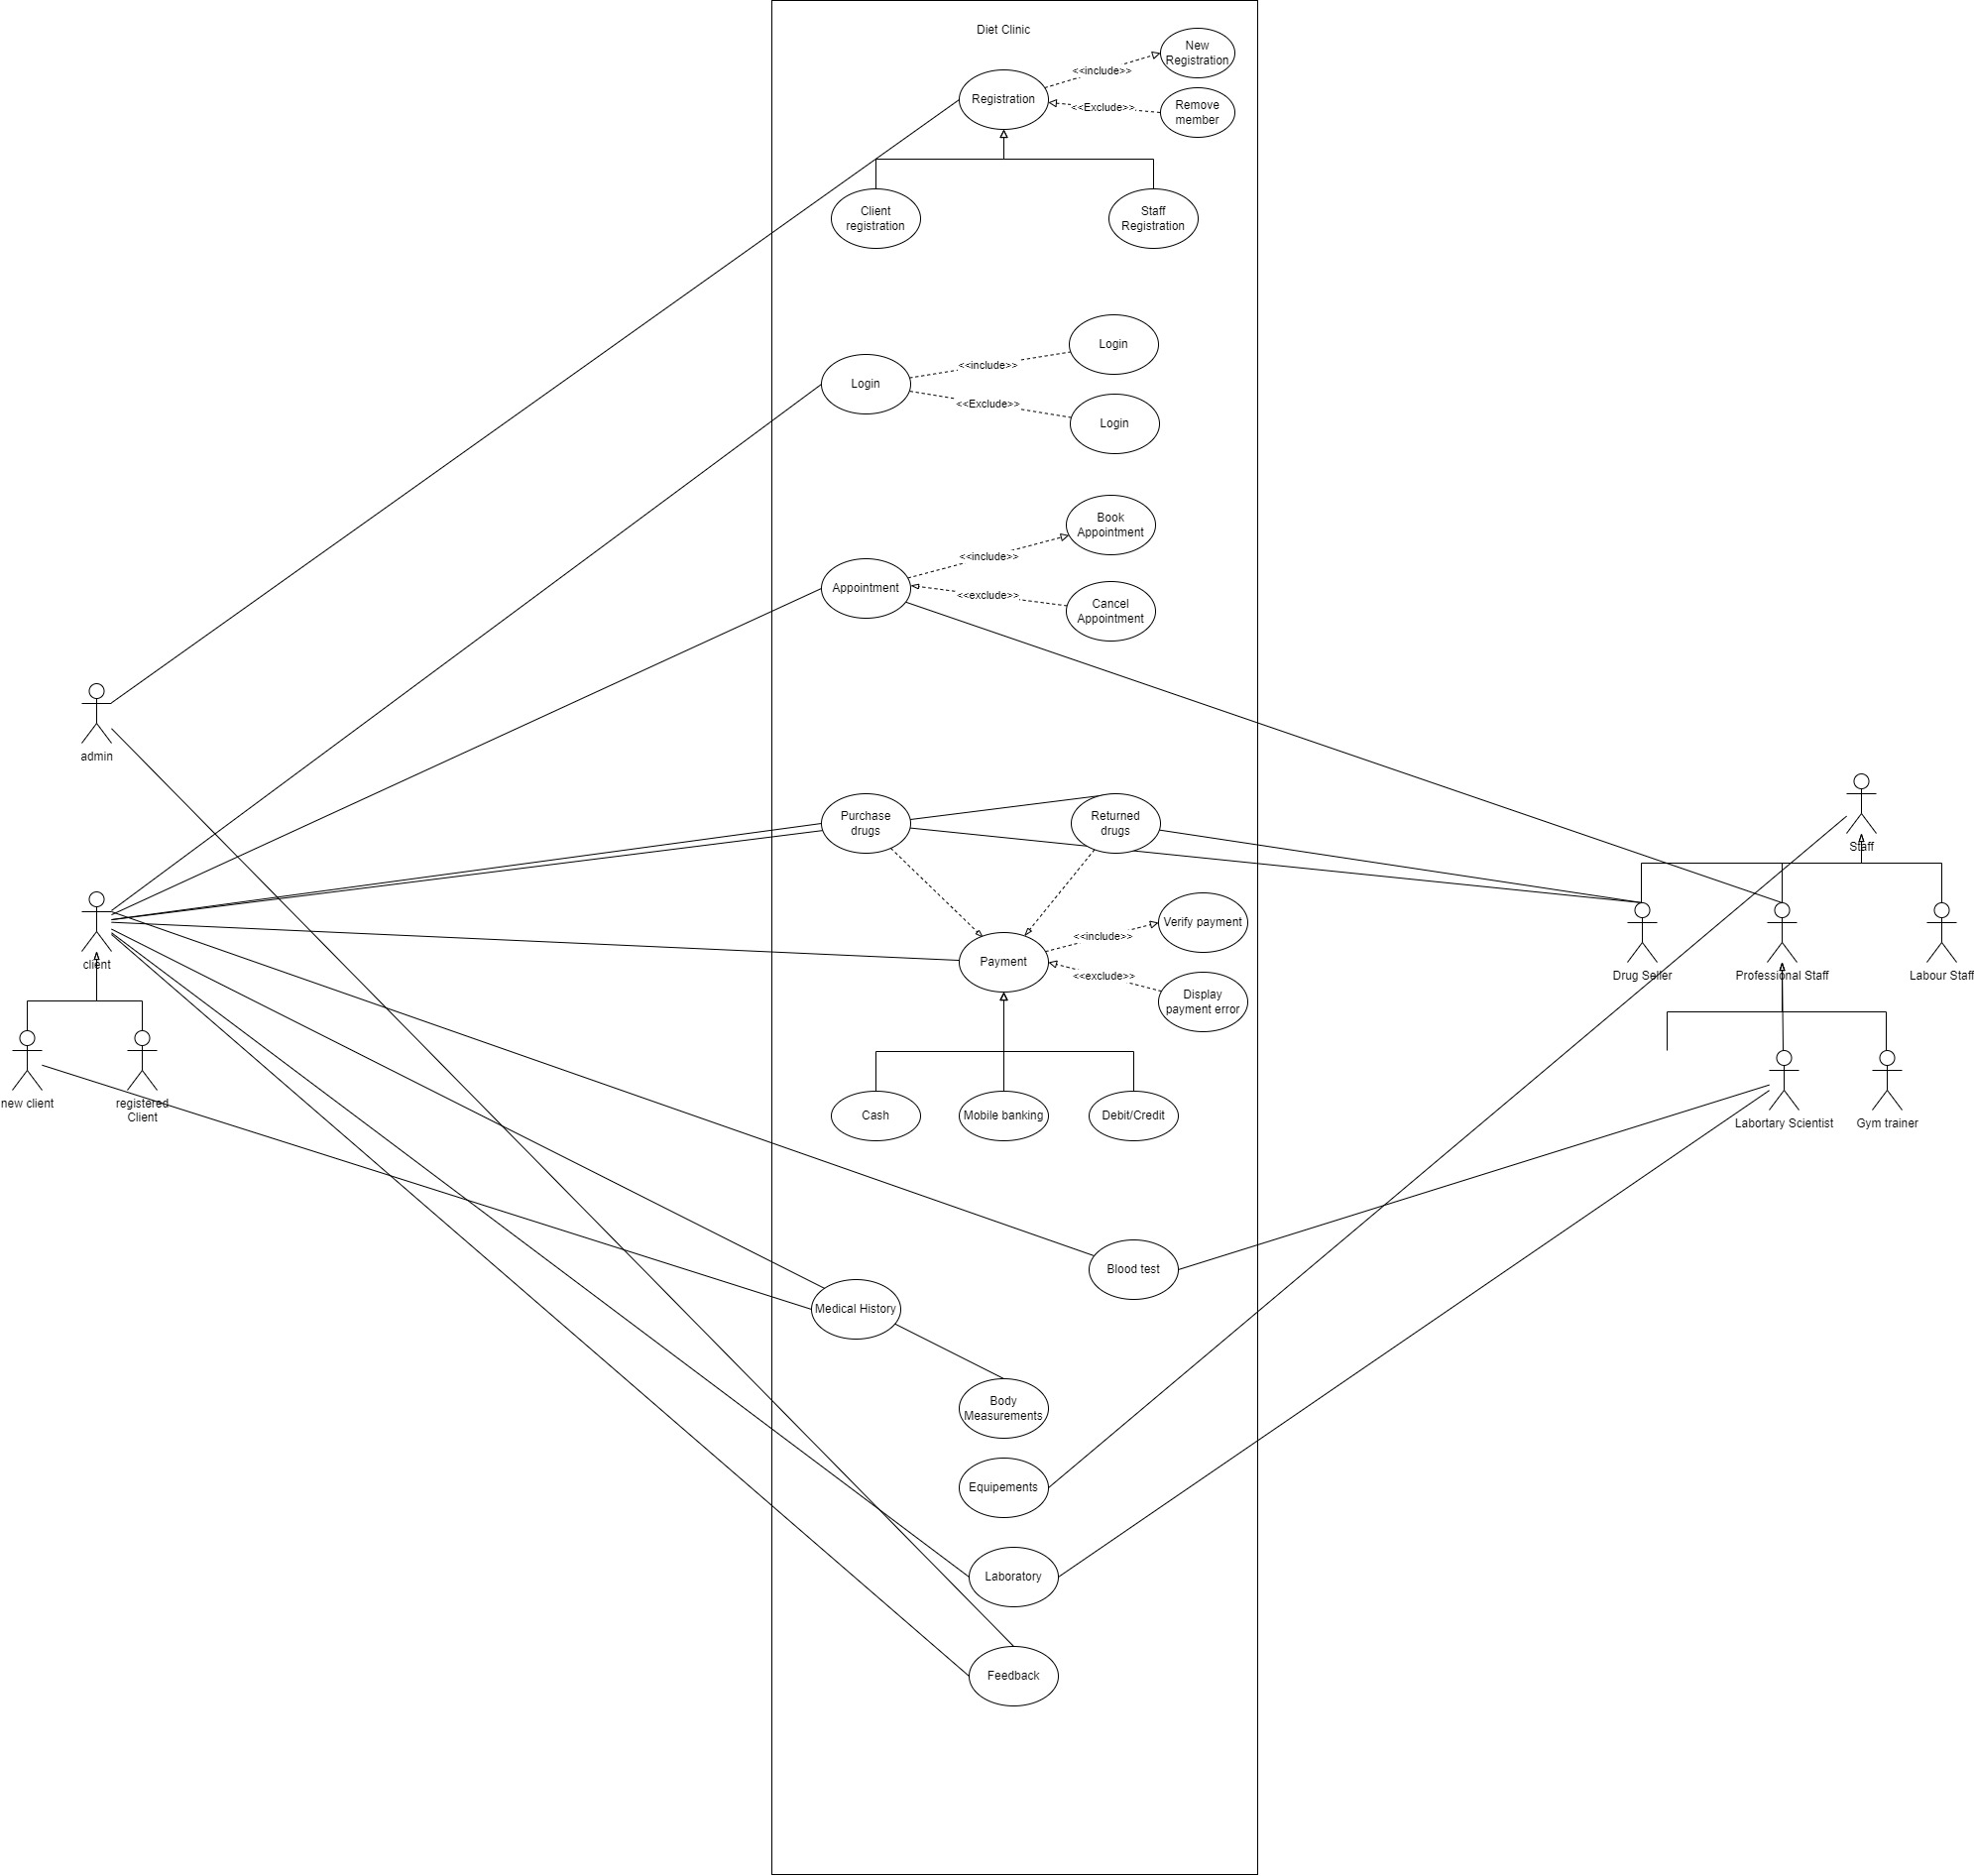 Diet Clinic
New
Registration
<<include>>
Registration
<<Exclude>>
Remove
member
Client
registration
Staff
Registration
Login
<<include>>
Login
<<Exclude>>
Login
Book
Appointment
<<include>>
Appointment
<<exclude>>
Cancel
Appointment
admin
Purchase
drugs
Returned
drugs
Staff
Verify payment
<<include>>
Payment
<<exclude>>
Display
payment error
client
Drug Seller
Professional Staff
Labour Staff
new client
registered
Client
Cash
Mobile banking
Debit/Credit
Labortary Scientist
Gym trainer
Blood test
Medical History
Body
Measurements
Equipements
Laboratory
Feedback